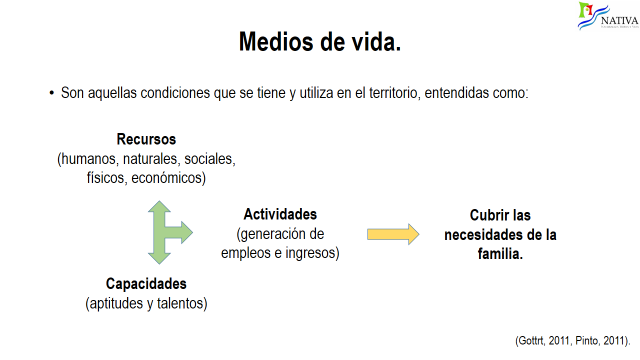 NATIVA
Medios de vida.
• Son aquellas condiciones que se tiene y utiliza en el territorio, entendidas como:
Recursos
(humanos, naturales, sociales,
físicos, económicos)
Actividades
(generación de
empleos e ingresos)
Cubrir las
necesidades de la
familia.
Capacidades
(aptitudes y talentos)
(Gottrt, 2011, Pinto, 2011).